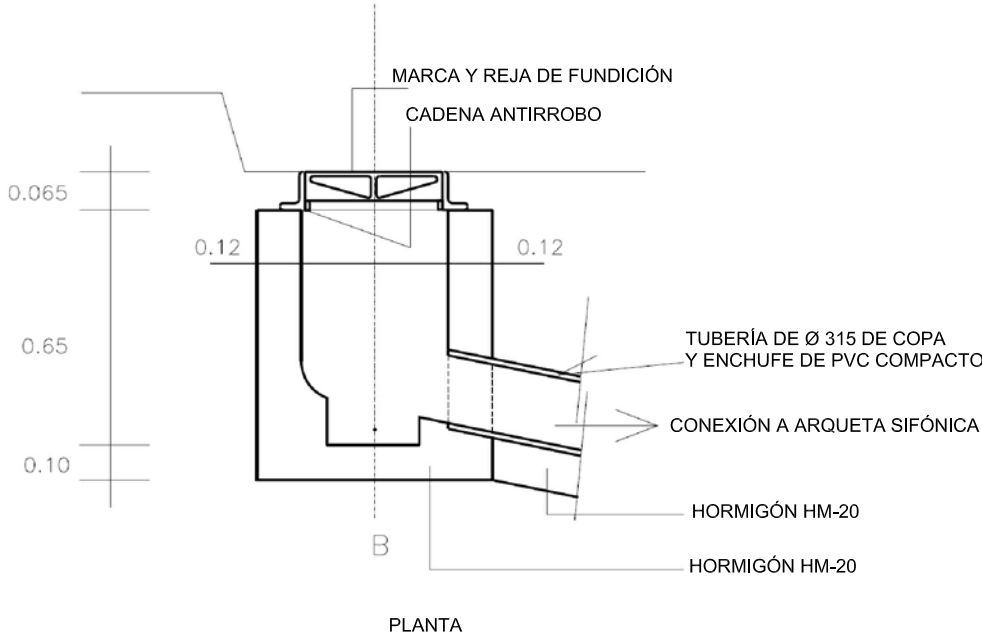 MARCA Y REJA DE FUNDICIÓN
CADENA ANTIRROBO
0.065
0.12
0.12
0.65
TUBERÍA DE Ø 315 DE COPA
Y ENCHUFE DE PVC COMPACTO
CONEXIÓN A ARQUETA SIFÓNICA
0.10
HORMIGÓN HM-20
B
HORMIGÓN HM-20
PLANTA